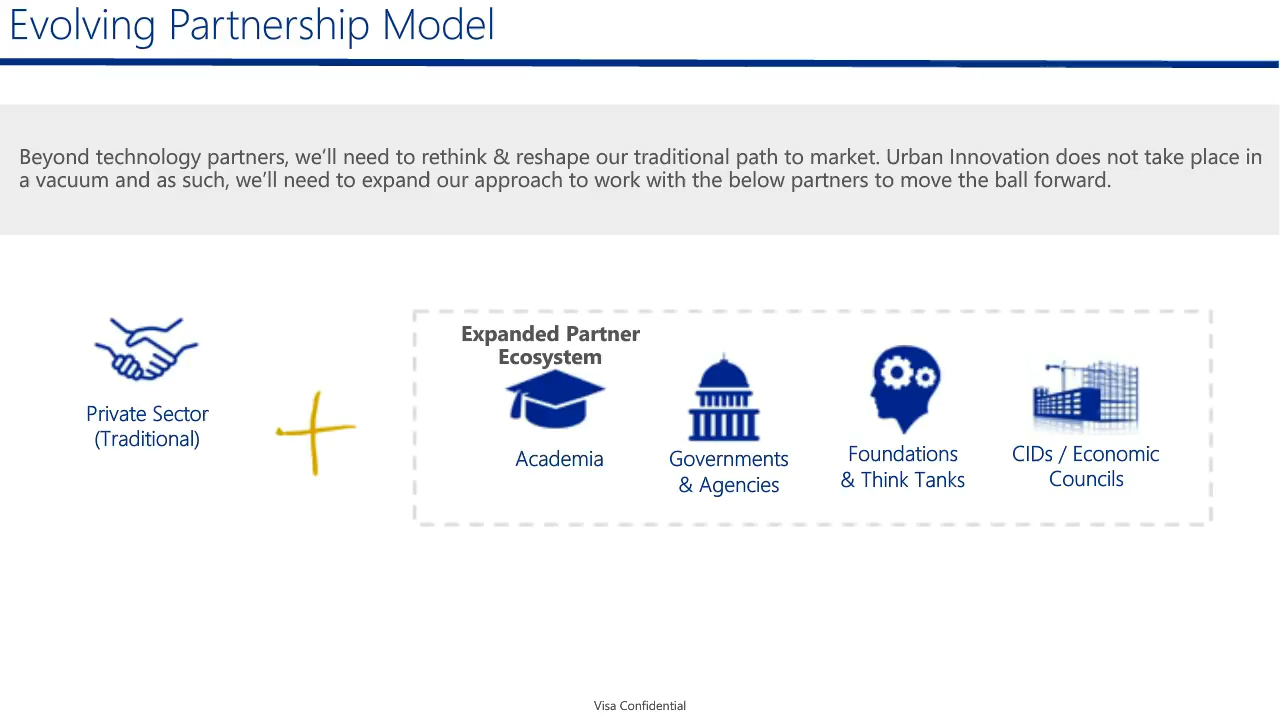 Evolving Partnership Model
Beyond technology partners, we’ll need to rethink & reshape our traditional path to market. Urban Innovation does not take place in
a vacuum and as such, we’ll need to expand our approach to work with the below partners to move the ball forward.
Private Sector
(Traditional)
Expanded Partner
Ecosystem
Academia
Governments
& Agencies
Foundations
& Think Tanks
CIDs / Economic
Councils
Visa Confidential